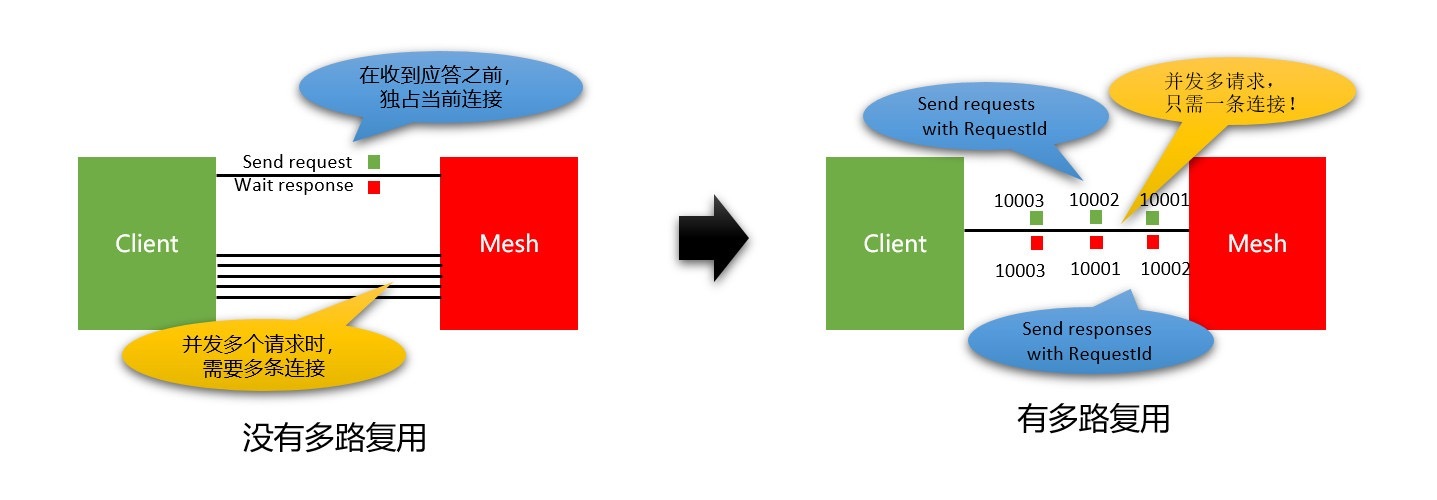 在收到应答之前，
独占当前连接
Send request
Wait response
Client
Mesh
并发多个请求时，
需要多条连接
没有多路复用
Send requests
with RequestId
并发多请求，
只需一条连接！
10003
10002
10001
Client
Mesh
10003
10001
10002
Send responses
with RequestId
有多路复用